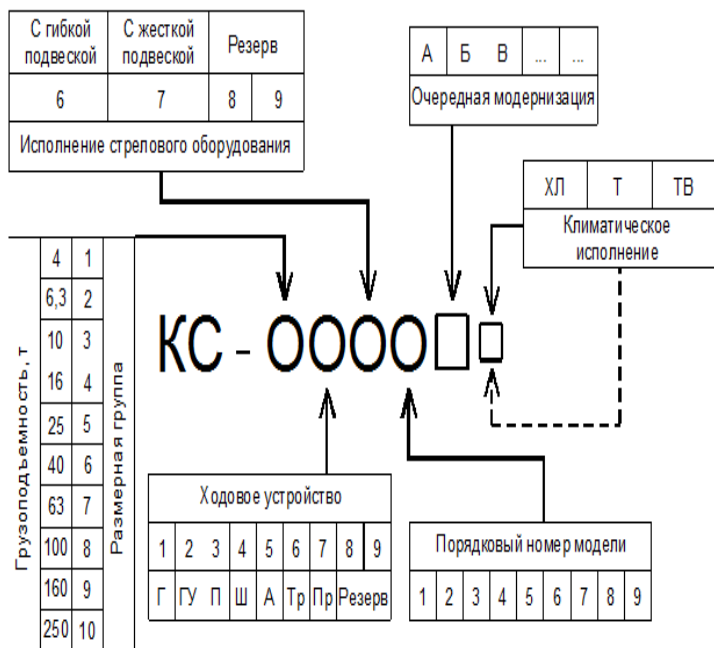 С гибкой подвеской
С жесткой подвеской
Резерв
6 7 8 9
Исполнение стрелового оборудования
А Б В ... ...
Очередная модернизация
ХЛ Т ТВ
Климатическое
исполнение
Грузоподъемность, т
Размерная группа
4 1
6,3 2
10 3
16 4
25 5
40 6
63 7
100 8
160 9
250 10
КС - ОООО□□
Ходовое устройство
1 2 3 4 5 6 7 8 9
Г ГУ П Ш А Тр Пр Резерв
Порядковый номер модели
1 2 3 4 5 6 7 8 9